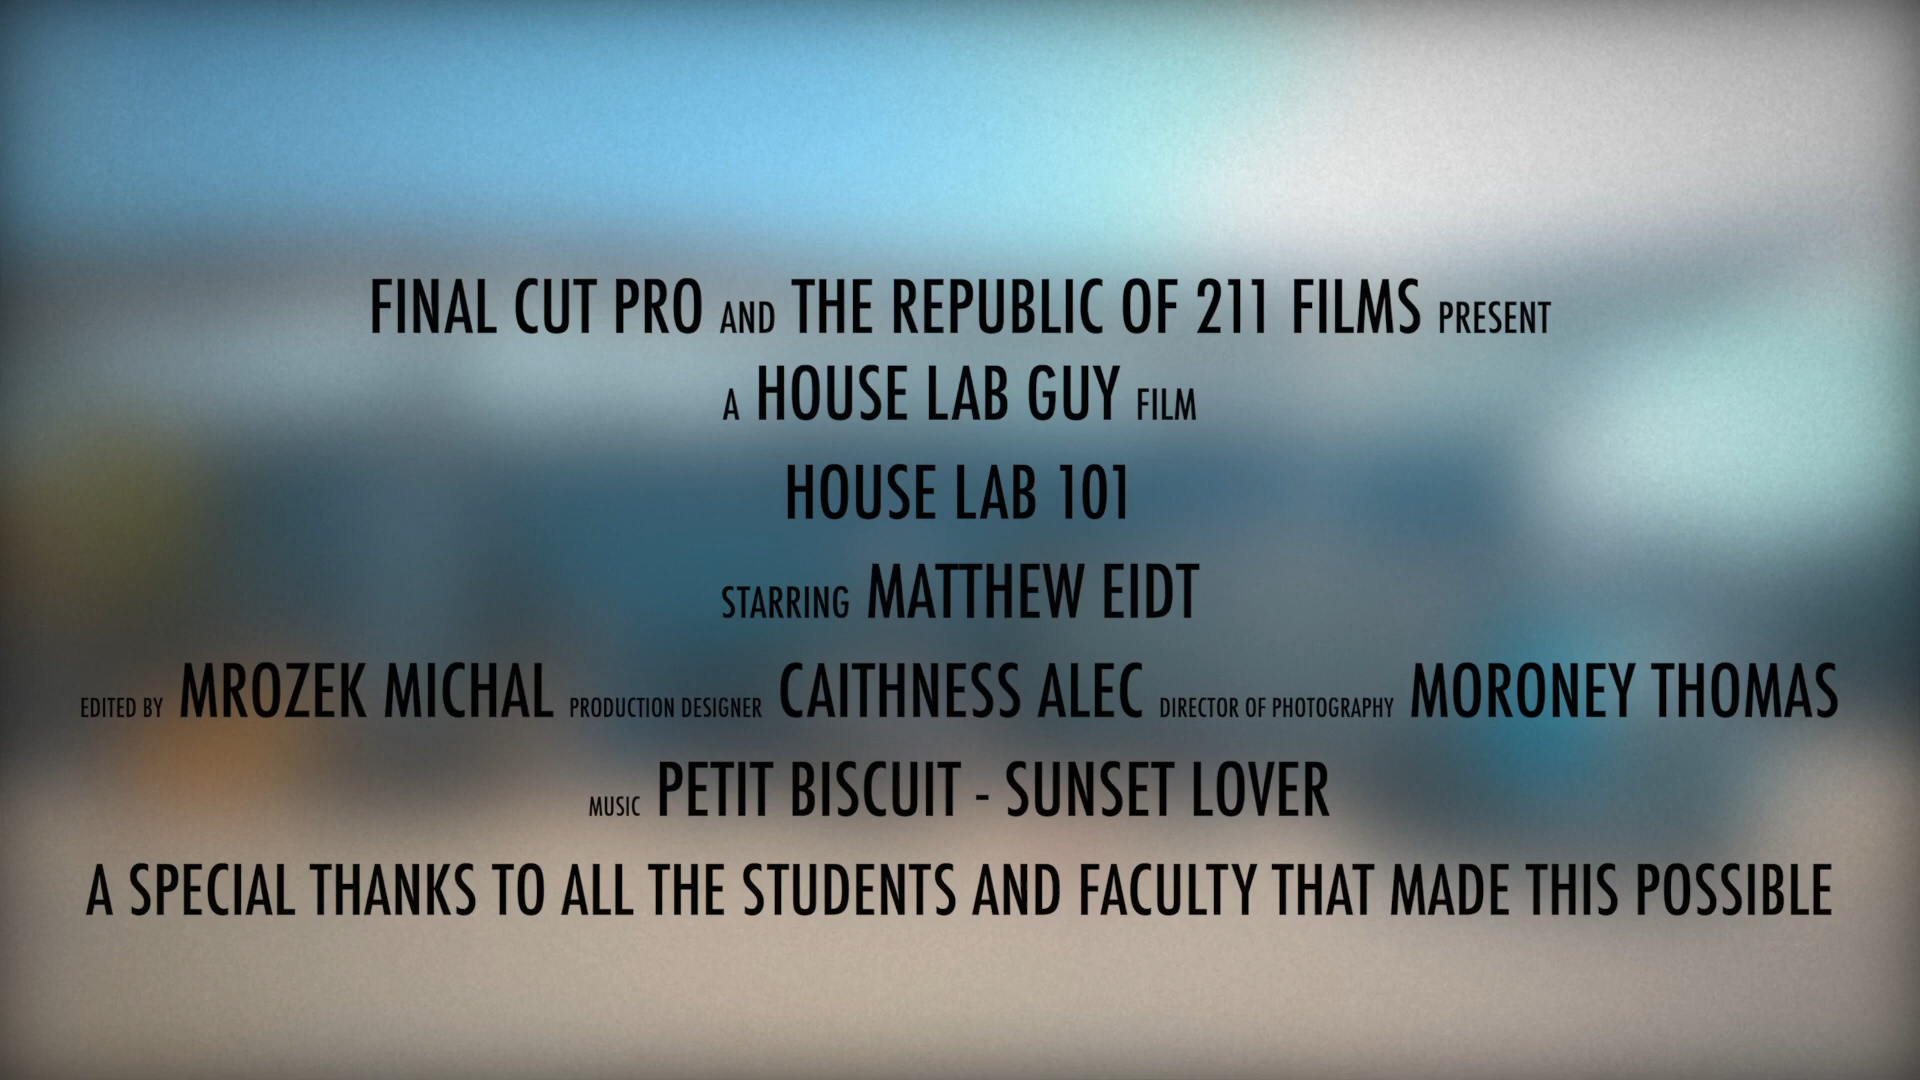 FINAL CUT PRO AND THE REPUBLIC OF 211 FILMS PRESENT
A HOUSE LAB GUY FILM
HOUSE LAB 101
STARRING MATTHEW EIDT
EDITED BY MROZEK MICHAL PRODUCTION DESIGNER CAITHNESS ALEC DIRECTOR OF PHOTOGRAPHY MORONEY THOMAS
MUSIC PETIT BISCUIT - SUNSET LOVER
A SPECIAL THANKS TO ALL THE STUDENTS AND FACULTY THAT MADE THIS POSSIBLE